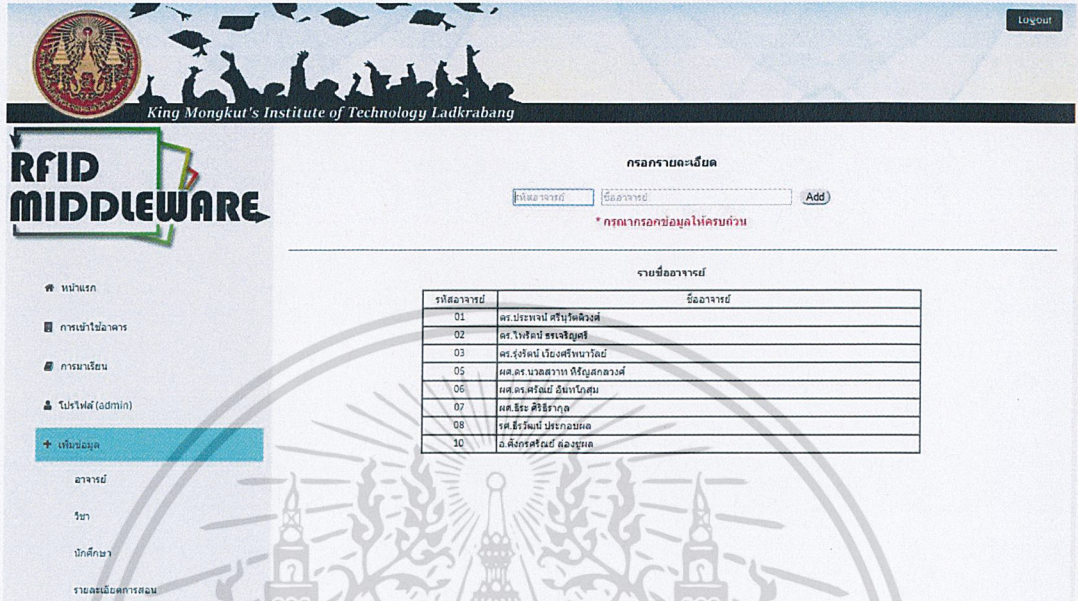 Logout
King Mongkut's Institute of Technology Ladkrabang
RFID
MIDDLEWARE
หน้าแรก
การเข้าใช้อาคาร
การมาเรียน
โปรไฟล์ (admin)
เพิ่มข้อมูล
อาจารย์
วิชา
นักศึกษา
รายละเอียดการสอน
กรอกรายละเอียด
รหัสอาจารย์ ชื่ออาจารย์ Add
* กรุณากรอกข้อมูลให้ครบถ้วน
รายชื่ออาจารย์
รหัสอาจารย์ ชื่ออาจารย์
01 ดร.ประพจน์ ศรีนุวัตติวงศ์
02 ดร.ไพรัตน์ ธรเจริญศรี
03 ดร.รุ่งรัตน์ เวียงศรีพนาวัลย์
05 ผศ.ดร.นวลสวาท หิรัญสกลวงศ์
06 ผศ.ดร.ศรัณย์ อินทโกสุม
07 ผศ.ธีระ ศิริธีรากุล
08 รศ.ธีรวัฒน์ ประกอบผล
10 อ.คังกรศรัณย์ ล่องชูผล